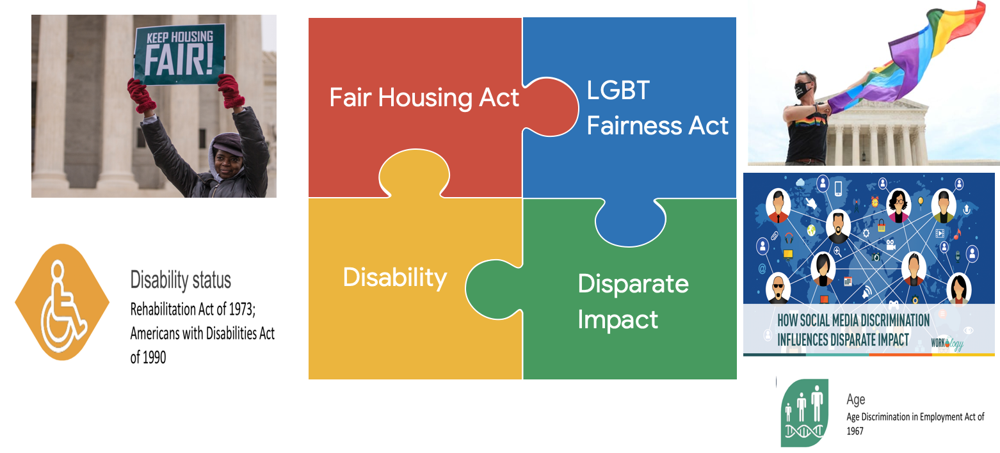 KEEP HOUSING
FAIR!
Fair Housing Act
LGBT
Fairness Act
Disability
Disparate
Impact
Disability status
Rehabilitation Act of 1973;
Americans with Disabilities Act
of 1990
@
HOW SOCIAL MEDIA DISCRIMINATION
INFLUENCES DISPARATE IMPACT
WORKology
Age
Age Discrimination in Employment Act of
1967